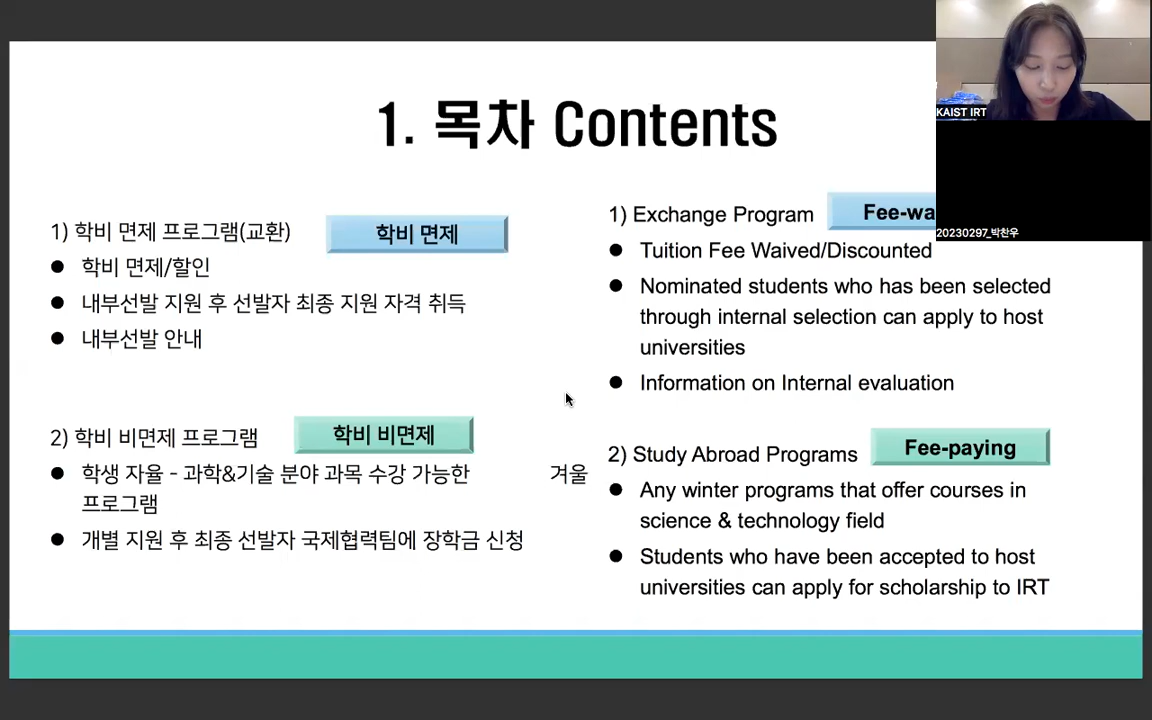 1. 목차 Contents
1) 학비 면제 프로그램(교환)
학비 면제
● 학비 면제/할인
● 내부선발 지원 후 선발자 최종 지원 자격 취득
● 내부선발 안내
2) 학비 비면제 프로그램
학비 비면제
● 학생 자율 - 과학&기술 분야 과목 수강 가능한 겨울
프로그램
● 개별 지원 후 최종 선발자 국제협력팀에 장학금 신청
1) Exchange Program
● Tuition Fee Waived/Discounted
● Nominated students who has been selected
through internal selection can apply to host
universities
● Information on Internal evaluation
2) Study Abroad Programs
Fee-paying
● Any winter programs that offer courses in
science & technology field
● Students who have been accepted to host
universities can apply for scholarship to IRT
KAIST IRT
20230297_박찬우